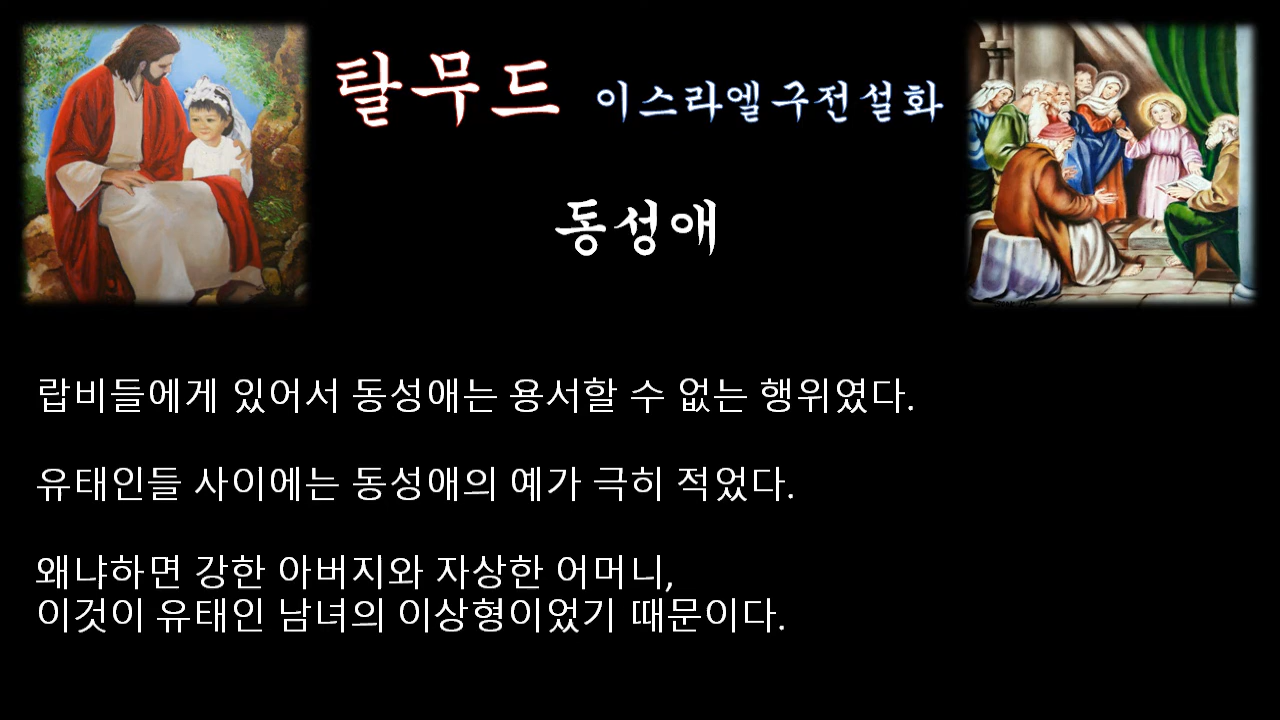 탈무드 이스라엘구전설화
동성애
랍비들에게 있어서 동성애는 용서할 수 없는 행위였다.
유태인들 사이에는 동성애의 예가 극히 적었다.
왜냐하면 강한 아버지와 자상한 어머니,
이것이 유태인 남녀의 이상형이었기 때문이다.